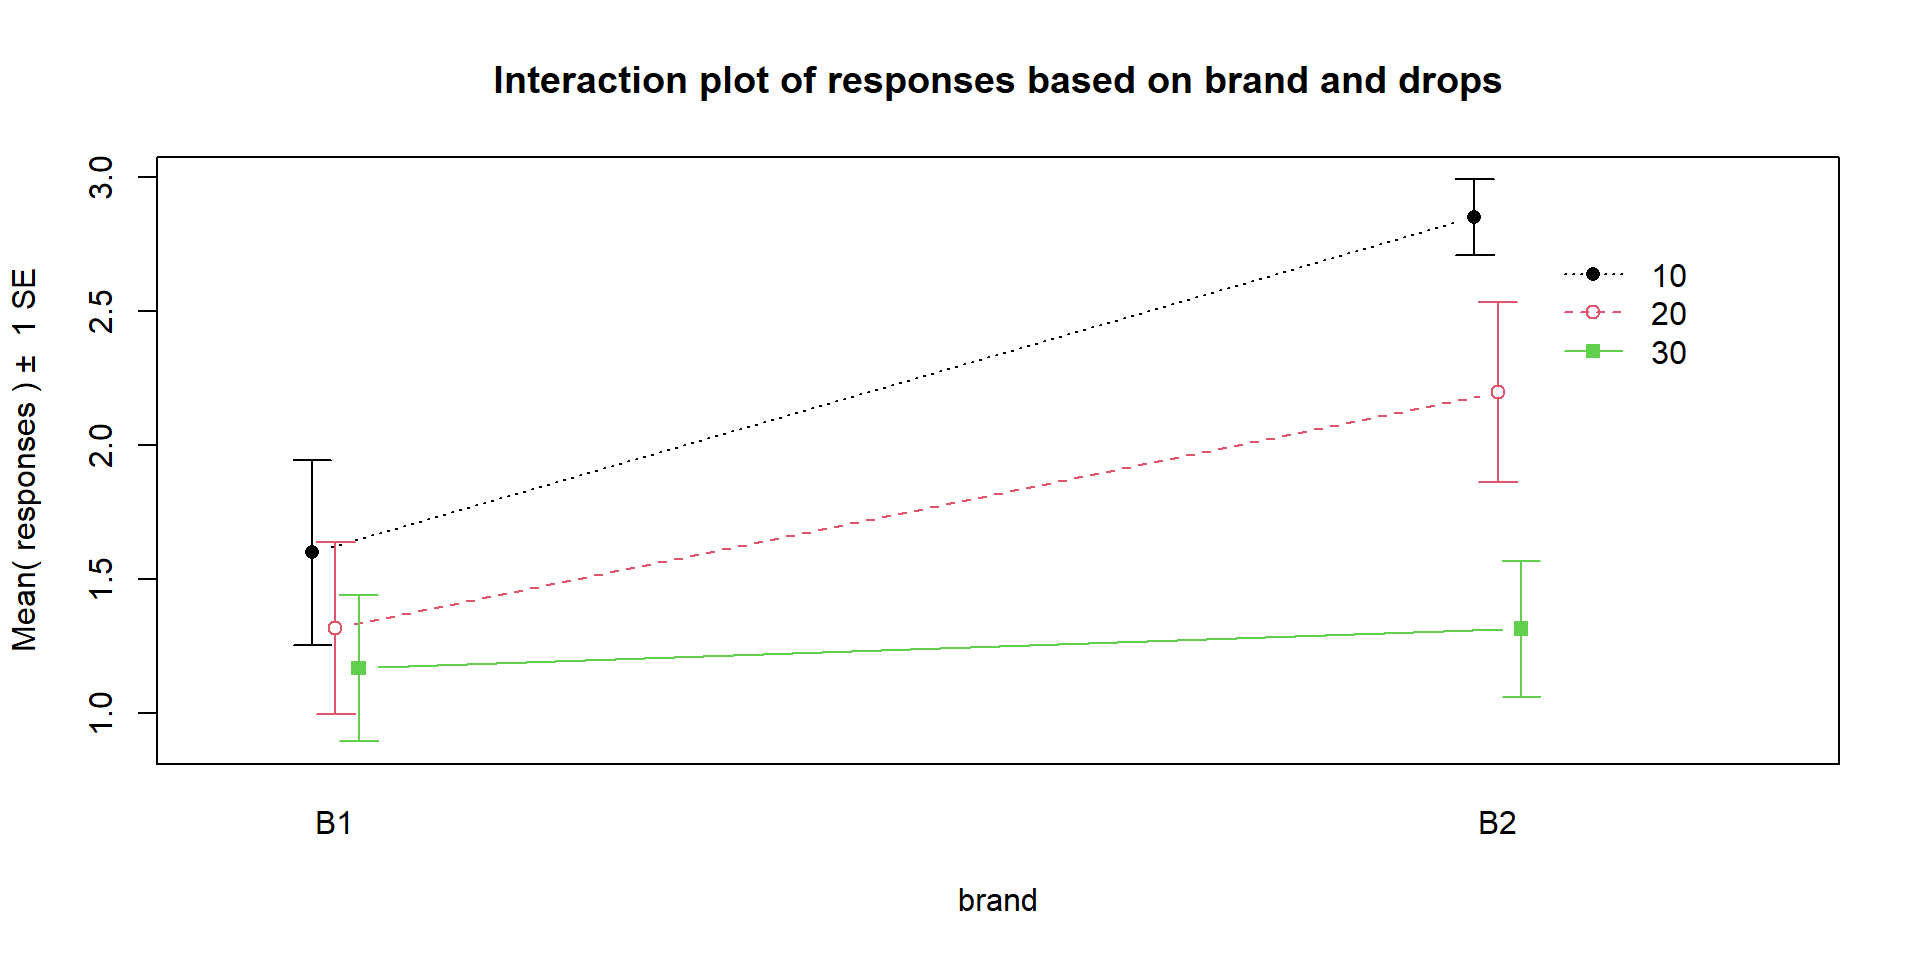 Interaction plot of responses based on brand and drops
Mean( responses ) ± 1 SE
3.0
2.5
2.0
1.5
1.0
10
20
30
B1 B2
brand